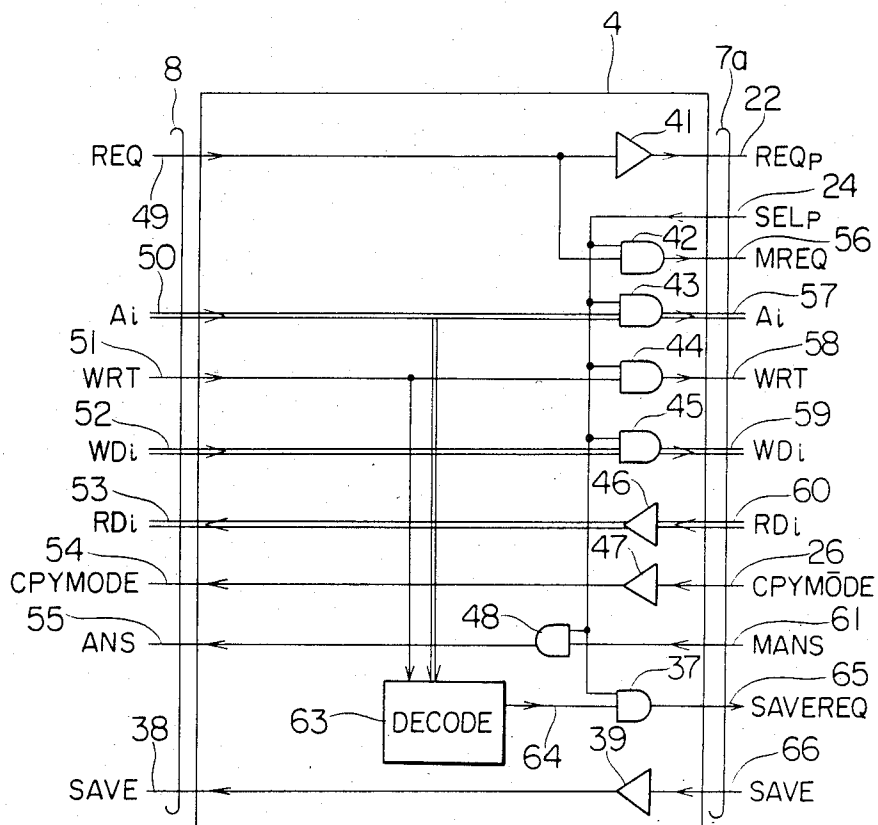 4
8
7a
22
REQ
49
41
REQP
24
SELP
42
56
MREQ
50
43
57
Ai
Ai
51
44
58
WRT
WRT
52
45
59
WDi
WDi
53
46
60
RDi
RDi
54
47
26
CPYMODE
CPYMŌDE
55
48
61
ANS
MANS
37
65
63
DECODE
64
SAVEREQ
38
39
66
SAVE
SAVE